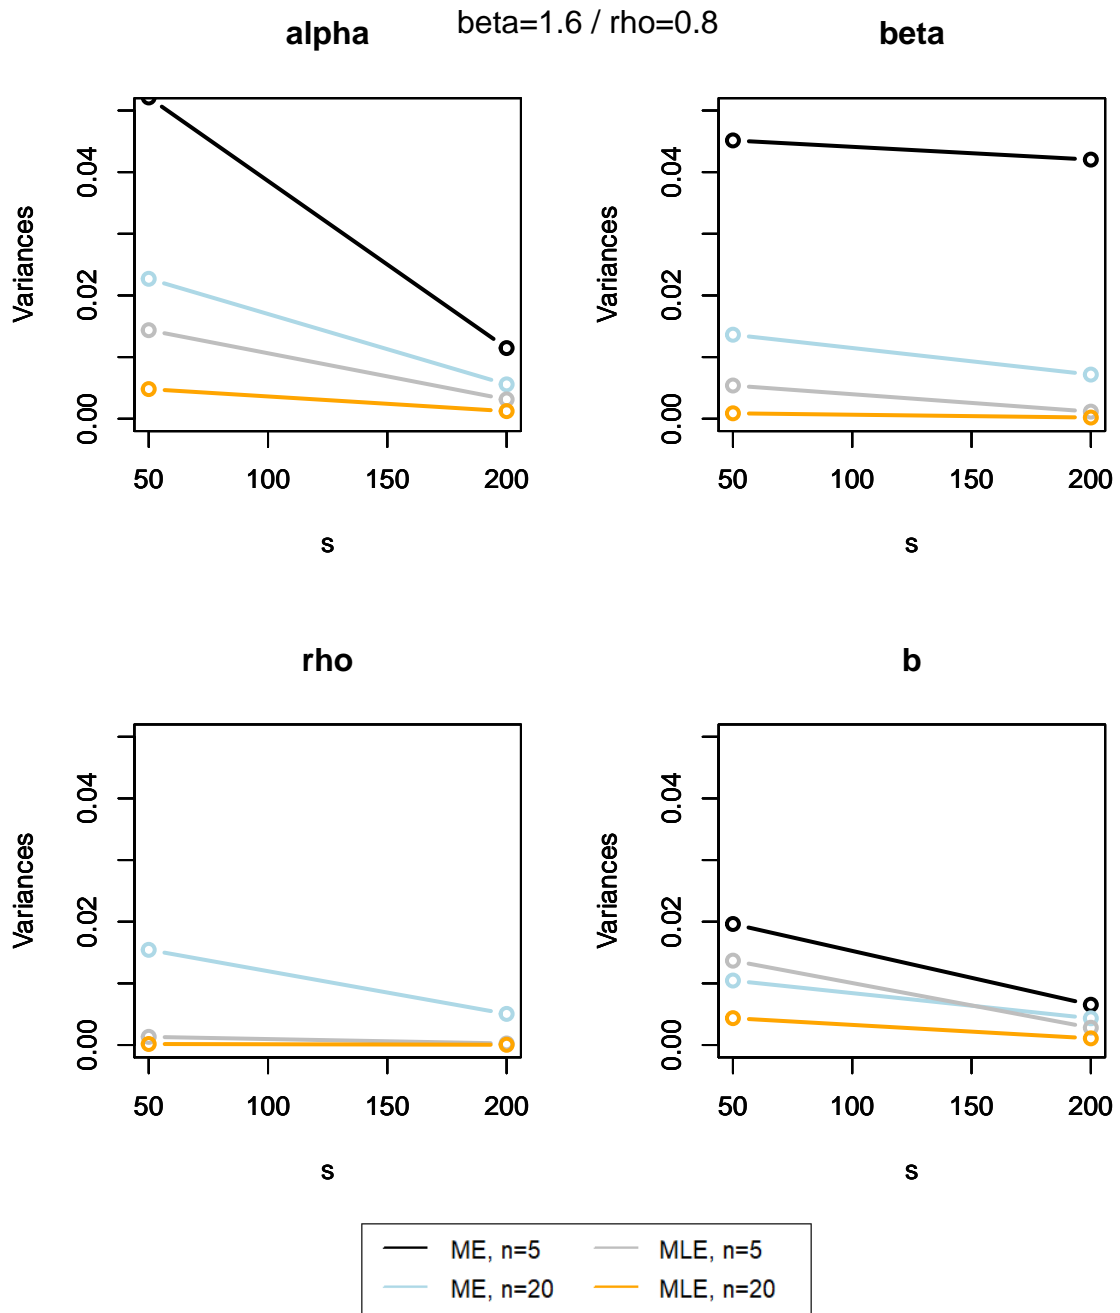 beta=1.6 / rho=0.8
alpha
beta
Variances
0.00 0.02 0.04
50 100 150 200
s
Variances
0.00 0.02 0.04
50 100 150 200
s
rho
b
Variances
0.00 0.02 0.04
50 100 150 200
s
Variances
0.00 0.02 0.04
50 100 150 200
s
ME, n=5 MLE, n=5
ME, n=20 MLE, n=20